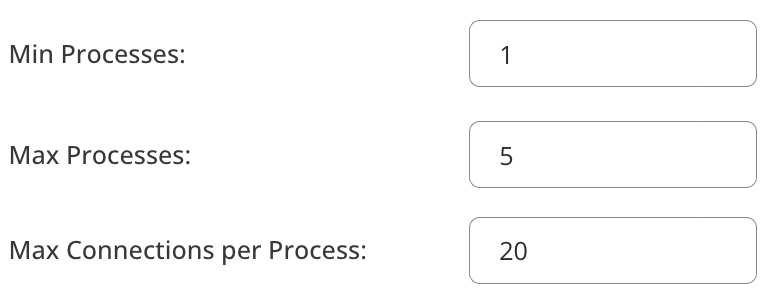 Min Processes: 1
Max Processes: 5
Max Connections per Process: 20